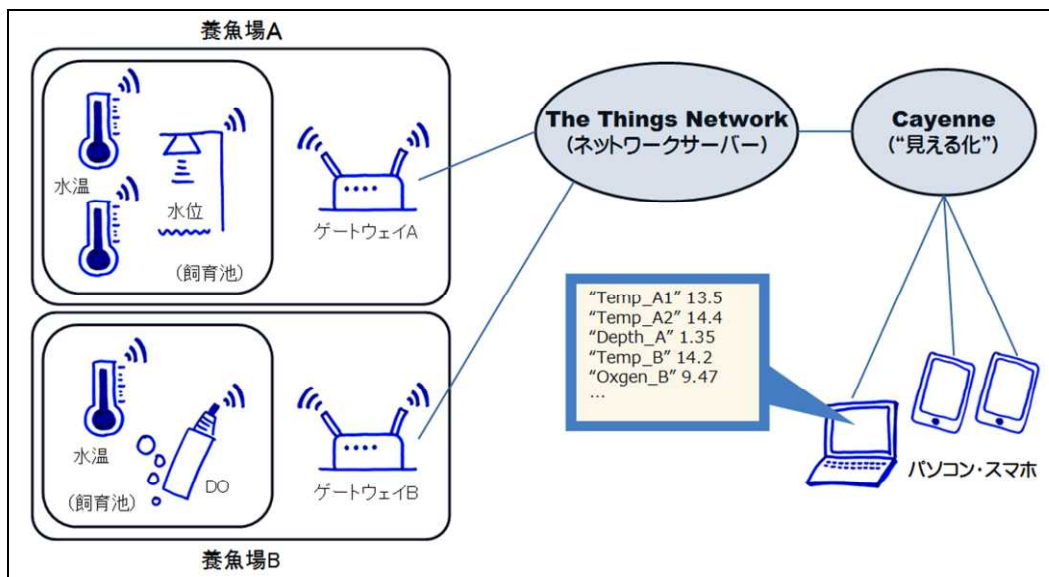 養魚場A
水温
水位
(飼育池)
ゲートウェイA
The Things Network
(ネットワークサーバー)
Cayenne
("見える化")
"Temp_A1" 13.5
"Temp_A2" 14.4
"Depth_A" 1.35
"Temp_B" 14.2
"Oxgen_B" 9.47
...
水温
(飼育池)
DO
ゲートウェイB
パソコン・スマホ
養魚場B